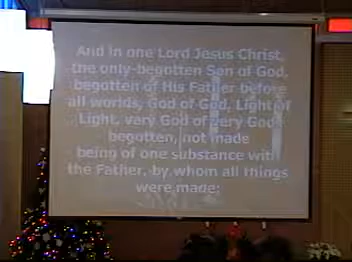 And in one Lord Jesus Christ,
the only-begotten Son of God,
begotten of His Father before
all worlds, God of God, Light of
Light, very God of very God,
begotten, not made
being of one substance with
the Father, by whom all things
were made;